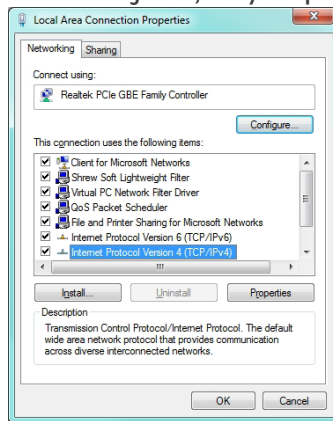 Local Area Connection Properties
Networking Sharing
Connect using:
Realtek PCIe GBE Family Controller
Configure...
This connection uses the following items:
Client for Microsoft Networks
Shrew Soft Lightweight Filter
Virtual PC Network Filter Driver
QoS Packet Scheduler
File and Printer Sharing for Microsoft Networks
Internet Protocol Version 6 (TCP/IPv6)
Internet Protocol Version 4 (TCP/IPv4)
Install... Uninstall Properties
Description
Transmission Control Protocol/Internet Protocol. The default
wide area network protocol that provides communication
across diverse interconnected networks.
OK Cancel